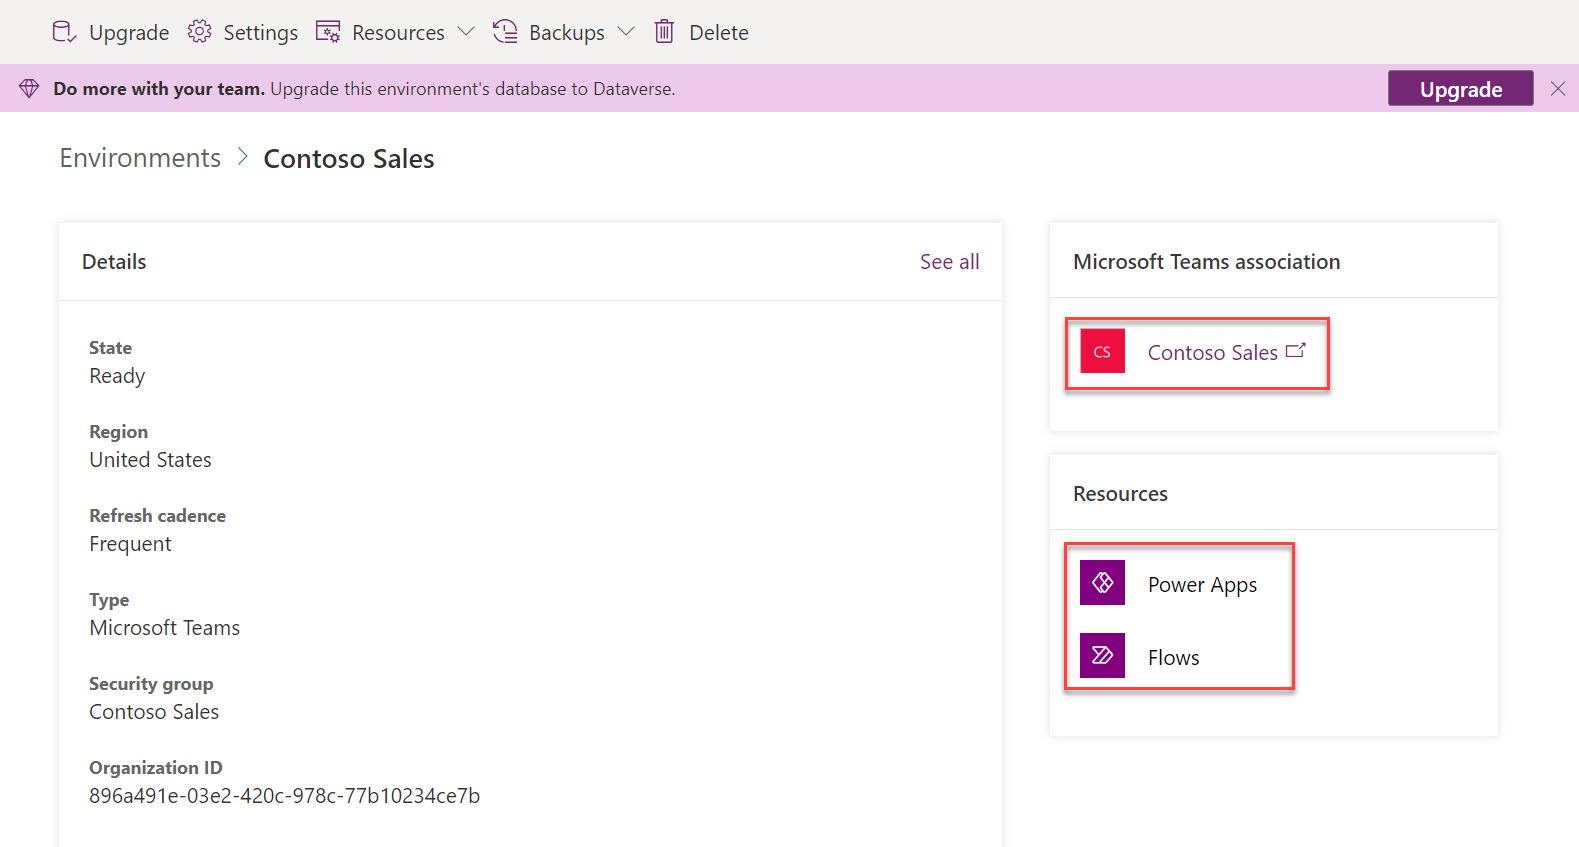 Upgrade Settings Resources Backups Delete
Do more with your team. Upgrade this environment's database to Dataverse. Upgrade
Environments > Contoso Sales
Details See all
State
Ready
Region
United States
Refresh cadence
Frequent
Type
Microsoft Teams
Security group
Contoso Sales
Organization ID
896a491e-03e2-420c-978c-77b10234ce7b
Microsoft Teams association
CS Contoso Sales
Resources
Power Apps
Flows